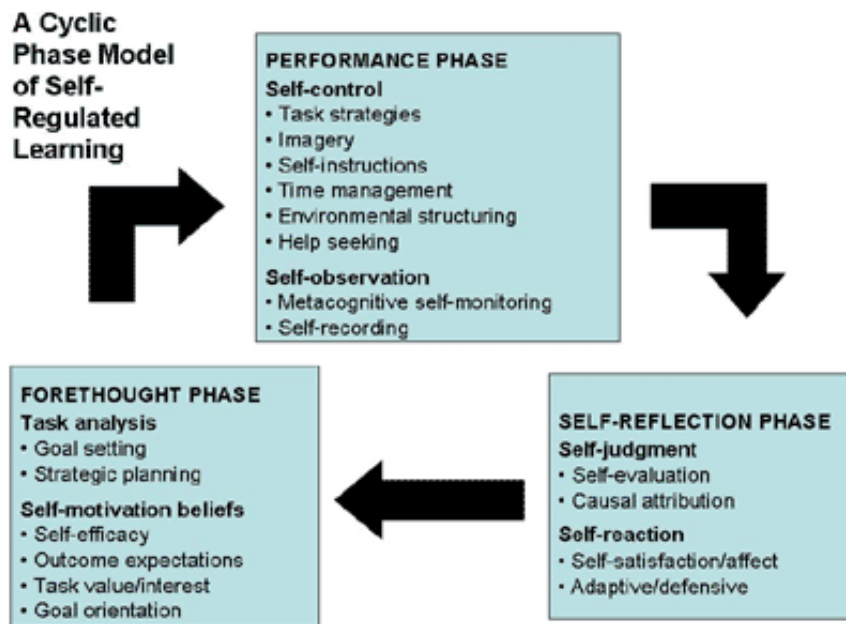 A Cyclic
Phase Model
of Self-
Regulated
Learning
PERFORMANCE PHASE
Self-control
• Task strategies
• Imagery
• Self-instructions
• Time management
• Environmental structuring
• Help seeking
Self-observation
• Metacognitive self-monitoring
• Self-recording
FORETHOUGHT PHASE
Task analysis
• Goal setting
• Strategic planning
Self-motivation beliefs
• Self-efficacy
• Outcome expectations
• Task value/interest
• Goal orientation
SELF-REFLECTION PHASE
Self-judgment
• Self-evaluation
• Causal attribution
Self-reaction
• Self-satisfaction/affect
• Adaptive/defensive